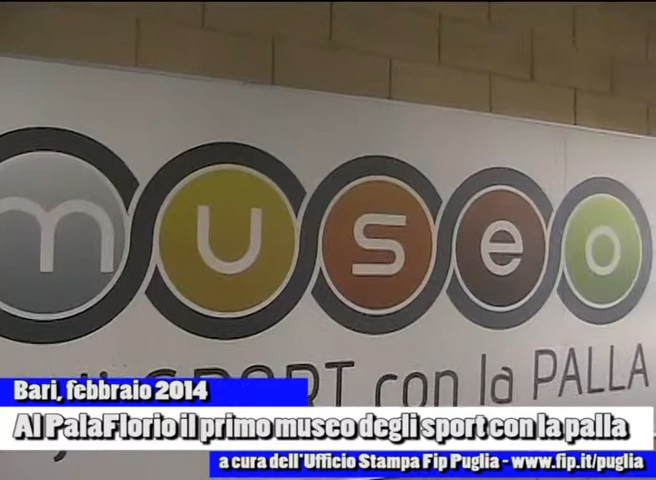 museo
SPORT con la PALLA
Bari, febbraio 2014
Al PalaFlorio il primo museo degli sport con la palla
a cura dell'Ufficio Stampa Fip Puglia - www.fip.it/puglia